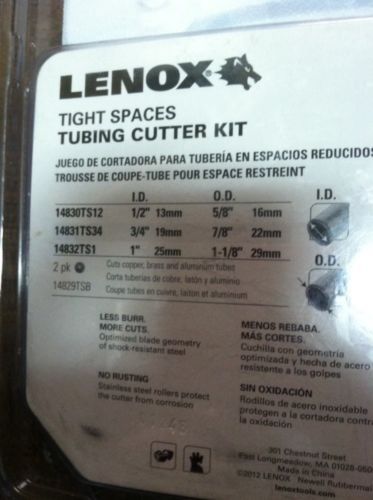 LENOX®
TIGHT SPACES
TUBING CUTTER KIT
JUEGO DE CORTADORA PARA TUBERÍA EN ESPACIOS REDUCIDOS
TROUSSE DE COUPE-TUBE POUR ESPACE RESTREINT
I.D. O.D. I.D.
14830TS12 1/2" 13mm 5/8" 16mm
14831TS34 3/4" 19mm 7/8" 22mm
14832TS1 1" 25mm 1-1/8" 29mm
O.D.
2 pk Cuts copper, brass and aluminum tubes
Corta tuberías de cobre, latón y aluminio
14829TSB Coupe tubes en cuivre, laiton et aluminium
LESS BURR.
MORE CUTS.
Optimized blade geometry
of shock-resistant steel
NO RUSTING
Stainless steel rollers protect
the cutter from corrosion
MENOS REBABA.
MÁS CORTES.
Cuchilla con geometría
optimizada y hecha de acero
resistente a los golpes
SIN OXIDACIÓN
Rodillos de acero inoxidable
protegen a la cortadora contra
la oxidación
301 Chestnut Street
East Longmeadow, MA 01028
Made in China
©2012 LENOX Newell Rubbermaid
lenoxtools.com